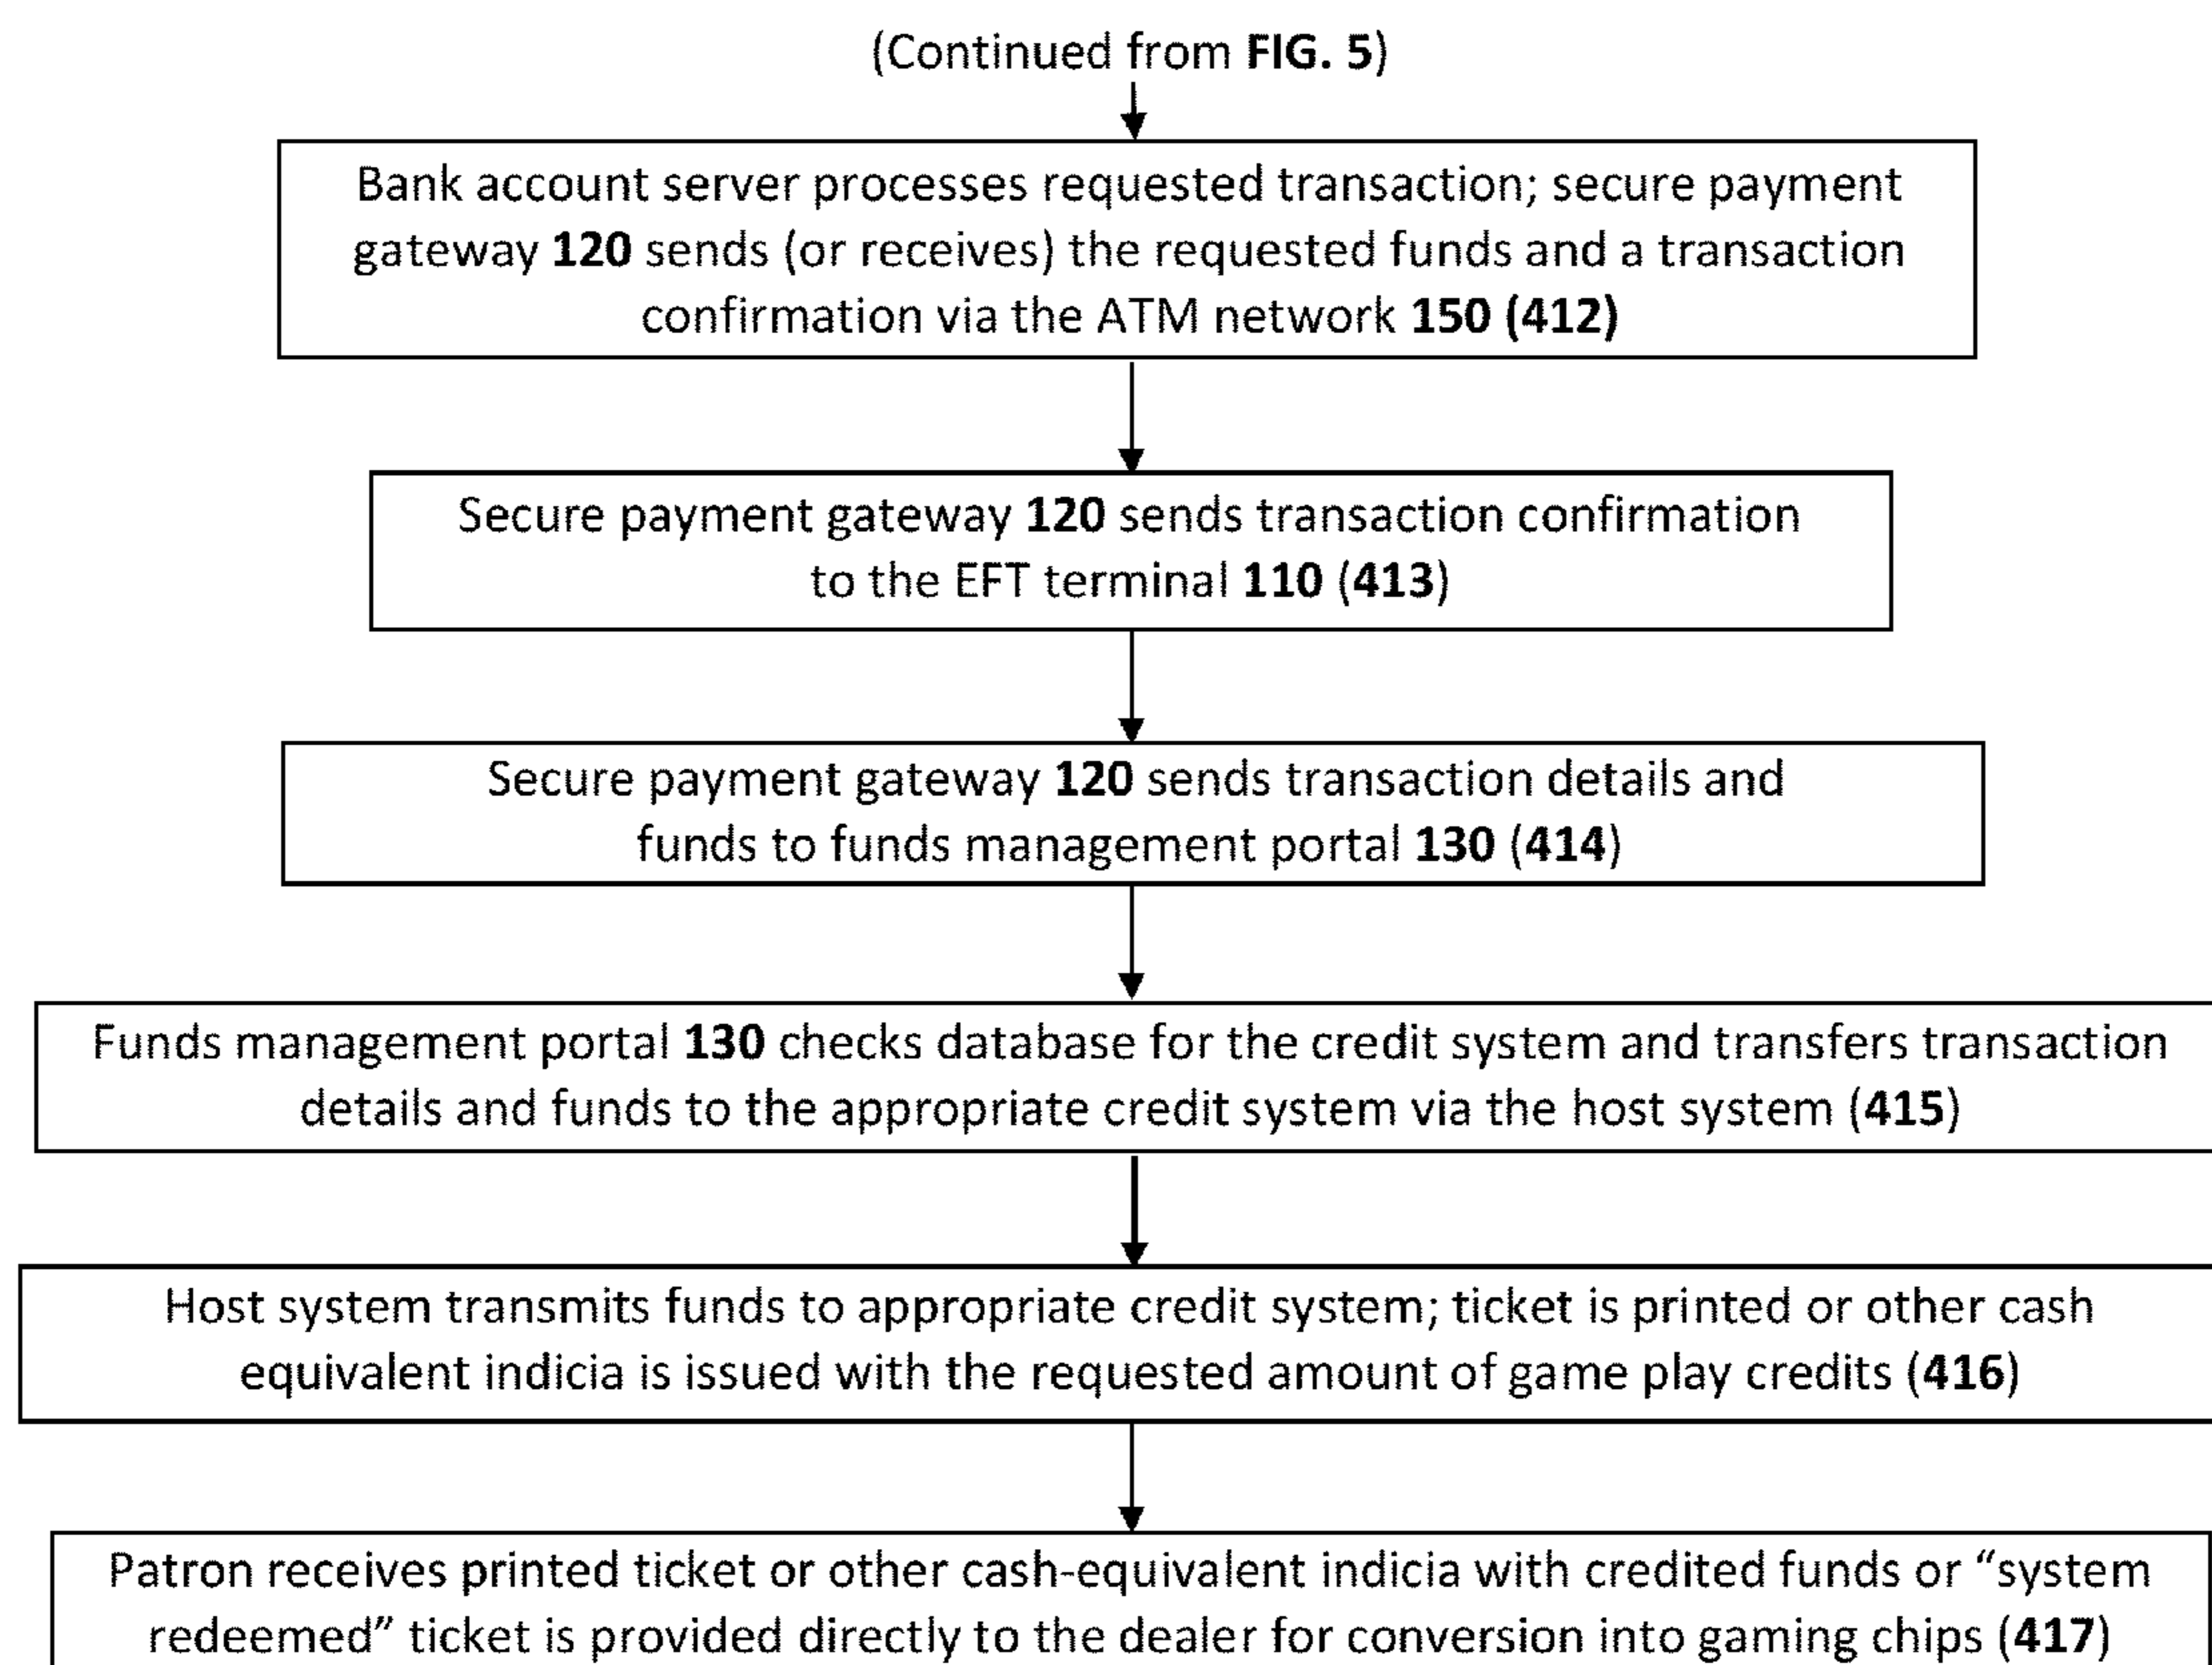 (Continued from FIG. 5)
Bank account server processes requested transaction; secure payment
gateway 120 sends (or receives) the requested funds and a transaction
confirmation via the ATM network 150 (412)
Secure payment gateway 120 sends transaction confirmation
to the EFT terminal 110 (413)
Secure payment gateway 120 sends transaction details and
funds to funds management portal 130 (414)
Funds management portal 130 checks database for the credit system and transfers transaction
details and funds to the appropriate credit system via the host system (415)
Host system transmits funds to appropriate credit system; ticket is printed or other cash
equivalent indicia is issued with the requested amount of game play credits (416)
Patron receives printed ticket or other cash-equivalent indicia with credited funds or “system
redeemed” ticket is provided directly to the dealer for conversion into gaming chips (417)